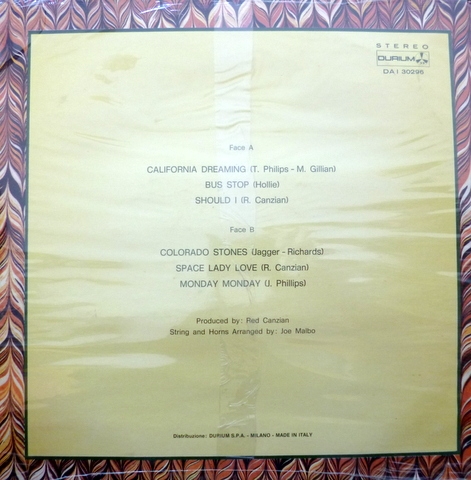 STEREO
DURIUM
DA I 30295
Face A
CALIFORNIA DREAMING (T. Philips - M. Gillian)
BUS STOP (Hollie)
SHOULD I (R. Canzian)
Face B
COLORADO STONES (Jagger - Richards)
SPACE LADY LOVE (R. Canzian)
MONDAY MONDAY (J. Phillips)
Produced by: Red Canzian
String and Horns Arranged by: Joe Malbo
Distribuzione: DURIUM S.P.A. - MILANO - MADE IN ITALY